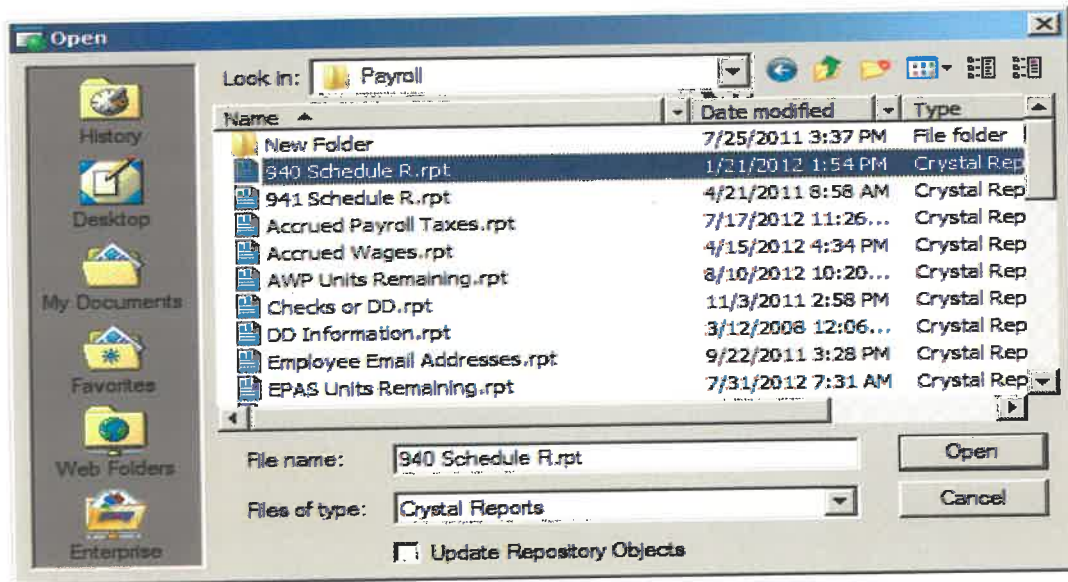 Open
Look in: Payroll
Name Date modified Type
New Folder 7/25/2011 3:37 PM File folder
940 Schedule R.rpt 1/21/2012 1:54 PM Crystal Rep
941 Schedule R.rpt 4/21/2011 8:58 AM Crystal Rep
Accrued Payroll Taxes.rpt 7/17/2012 11:26... Crystal Rep
Accrued Wages.rpt 4/15/2012 4:34 PM Crystal Rep
AWP Units Remaining.rpt 8/10/2012 10:20... Crystal Rep
Checks or DD.rpt 11/3/2011 2:58 PM Crystal Rep
DD Information.rpt 3/12/2008 12:06... Crystal Rep
Employee Email Addresses.rpt 9/22/2011 3:28 PM Crystal Rep
EPAS Units Remaining.rpt 7/31/2012 7:31 AM Crystal Rep
History
Desktop
My Documents
Favorites
Web Folders
Enterprise
File name: 940 Schedule R.rpt Open
Files of type: Crystal Reports Cancel
Update Repository Objects